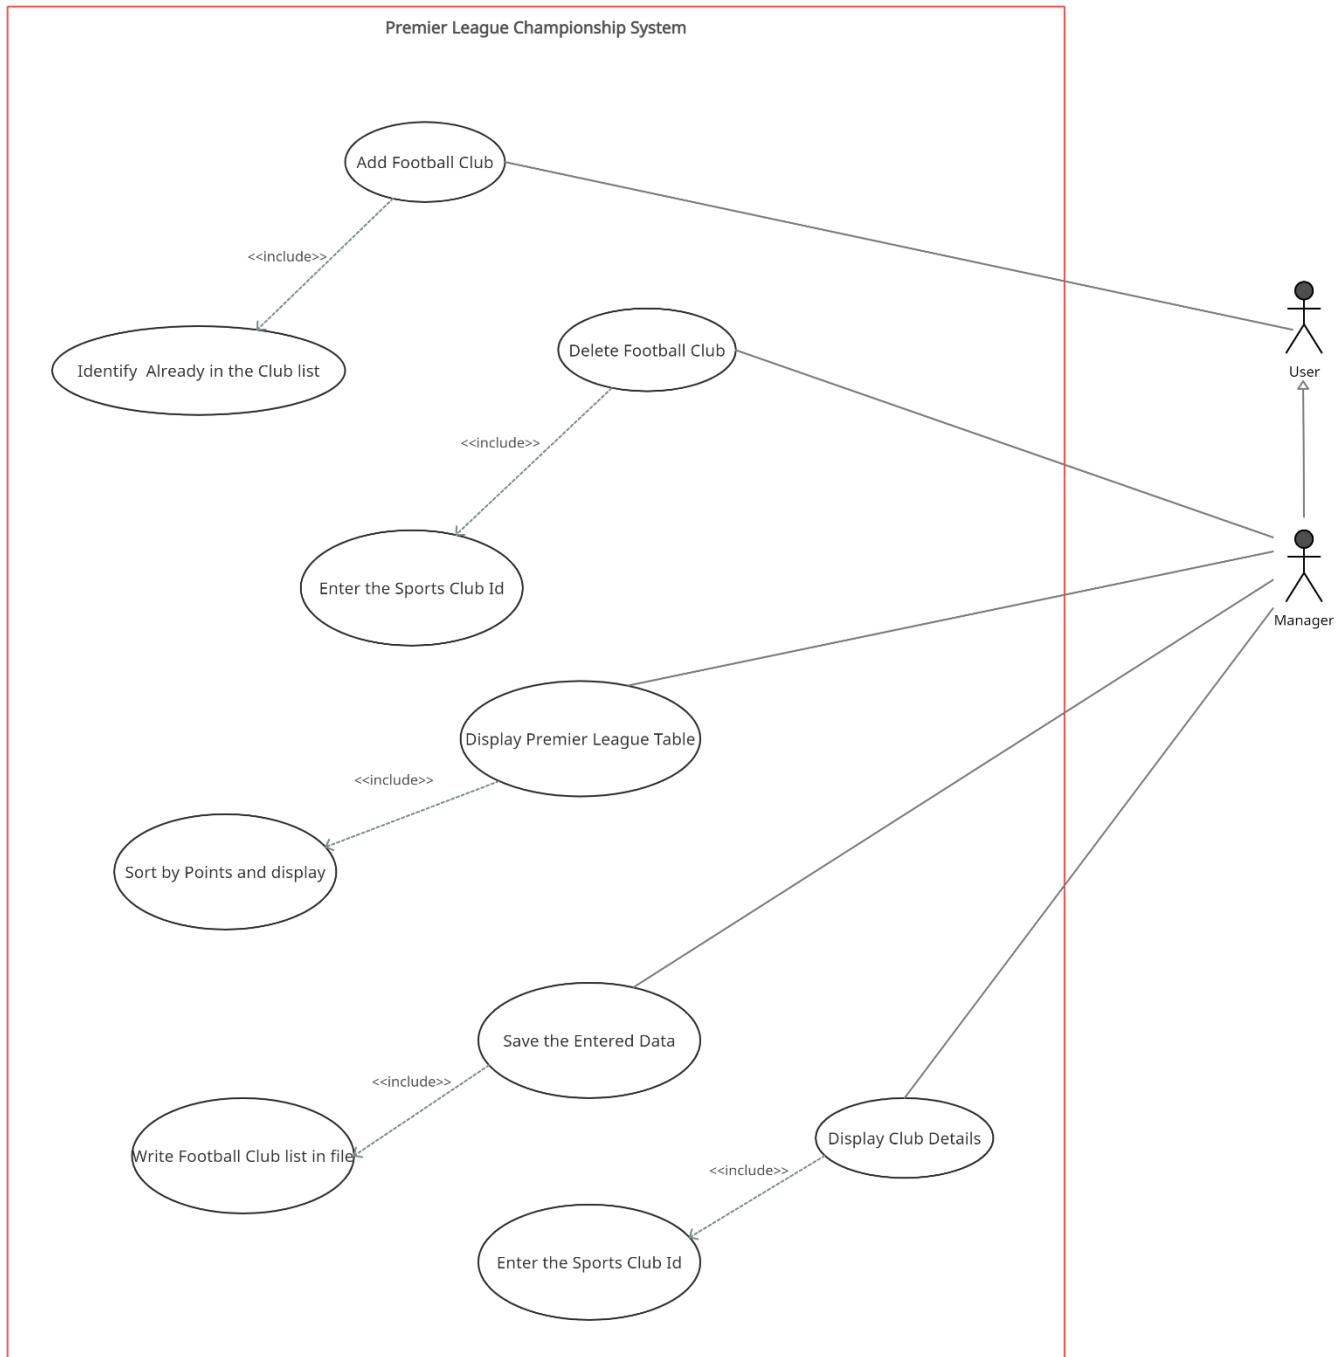 Premier League Championship System
Add Football Club
<<include>>
Identify  Already in the Club list
Delete Football Club
User
<<include>>
Enter the Sports Club Id
Manager
Display Premier League Table
<<include>>
Sort by Points and display
Save the Entered Data
<<include>>
Write Football Club list in file
Display Club Details
<<include>>
Enter the Sports Club Id